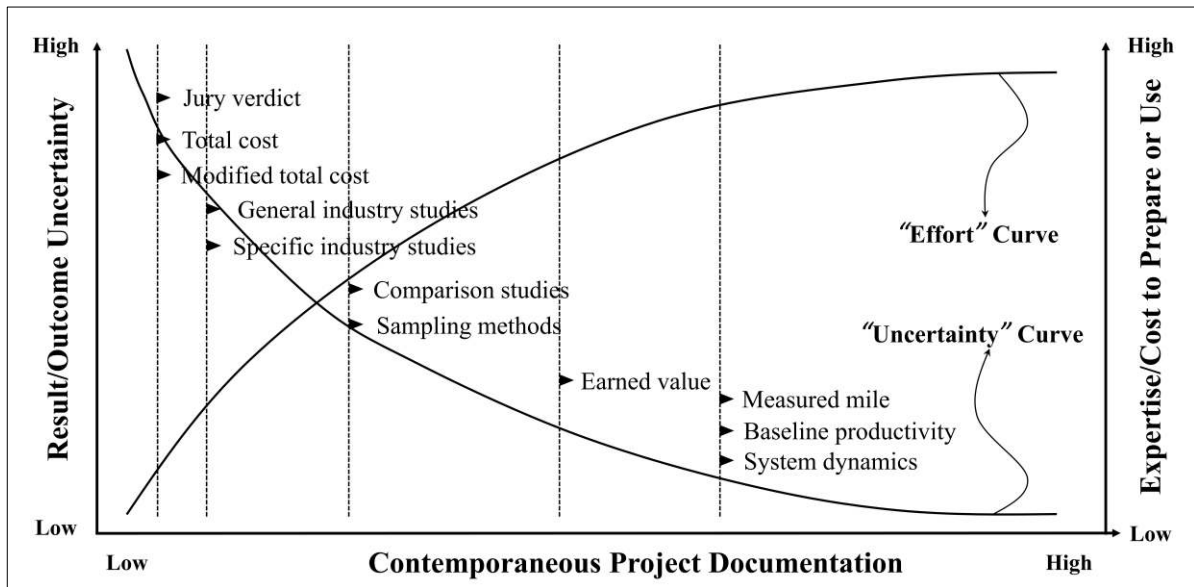 High
High
Jury verdict
Total cost
Modified total cost
General industry studies
Specific industry studies
"Effort" Curve
Comparison studies
Sampling methods
"Uncertainty" Curve
Earned value
Measured mile
Baseline productivity
System dynamics
Result/Outcome Uncertainty
Expertise/Cost to Prepare or Use
Low
Low
Low
Contemporaneous Project Documentation
High